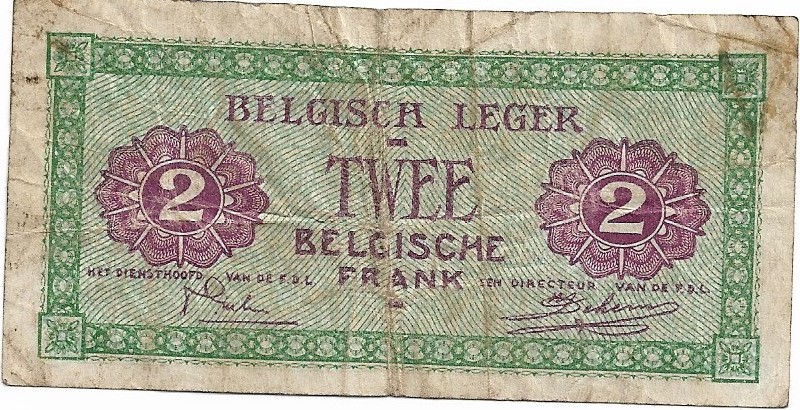 BELGISCH LEGER
TWEE
2 2
BELGISCHE
FRANK
HET DIENSTHOOFD VAN DE F.D.L. EEN DIRECTEUR VAN DE F.D.L.